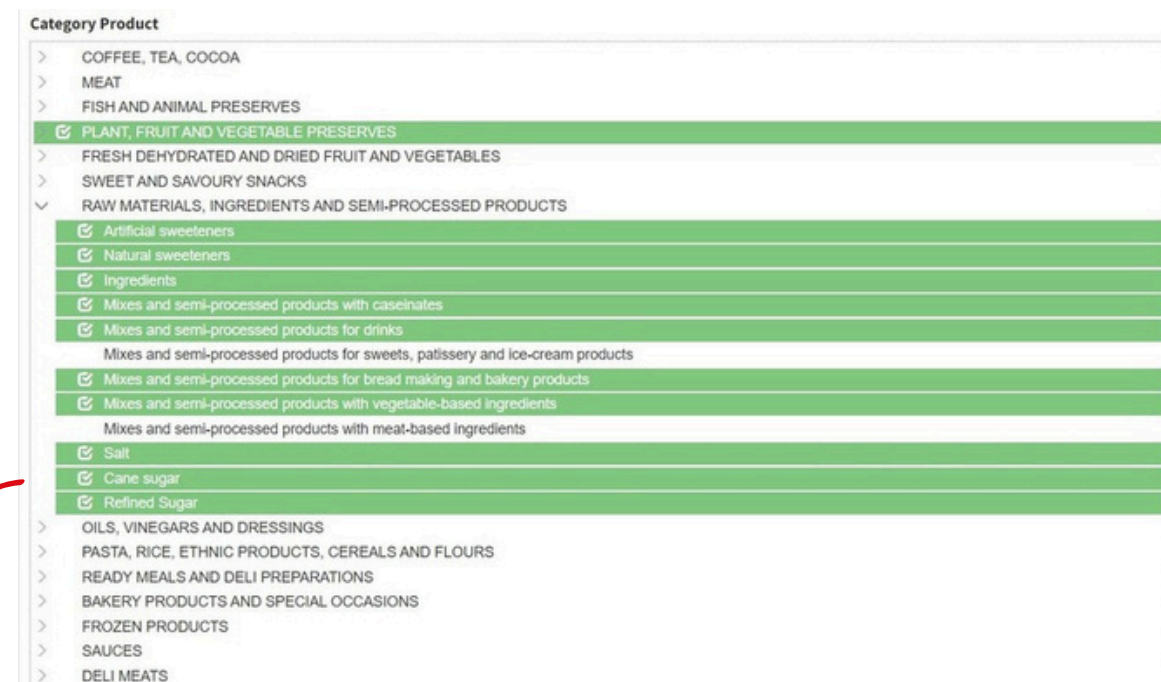 Category Product
COFFEE, TEA, COCOA
MEAT
FISH AND ANIMAL PRESERVES
PLANT, FRUIT AND VEGETABLE PRESERVES
FRESH DEHYDRATED AND DRIED FRUIT AND VEGETABLES
SWEET AND SAVOURY SNACKS
RAW MATERIALS, INGREDIENTS AND SEMI-PROCESSED PRODUCTS
Artificial sweeteners
Natural sweeteners
Ingredients
Mixes and semi-processed products with caseinates
Mixes and semi-processed products for drinks
Mixes and semi-processed products for sweets, patissery and ice-cream products
Mixes and semi-processed products for bread making and bakery products
Mixes and semi-processed products with vegetable-based ingredients
Mixes and semi-processed products with meat-based ingredients
Salt
Cane sugar
Refined Sugar
OILS, VINEGARS AND DRESSINGS
PASTA, RICE, ETHNIC PRODUCTS, CEREALS AND FLOURS
READY MEALS AND DELI PREPARATIONS
BAKERY PRODUCTS AND SPECIAL OCCASIONS
FROZEN PRODUCTS
SAUCES
DELI MEATS